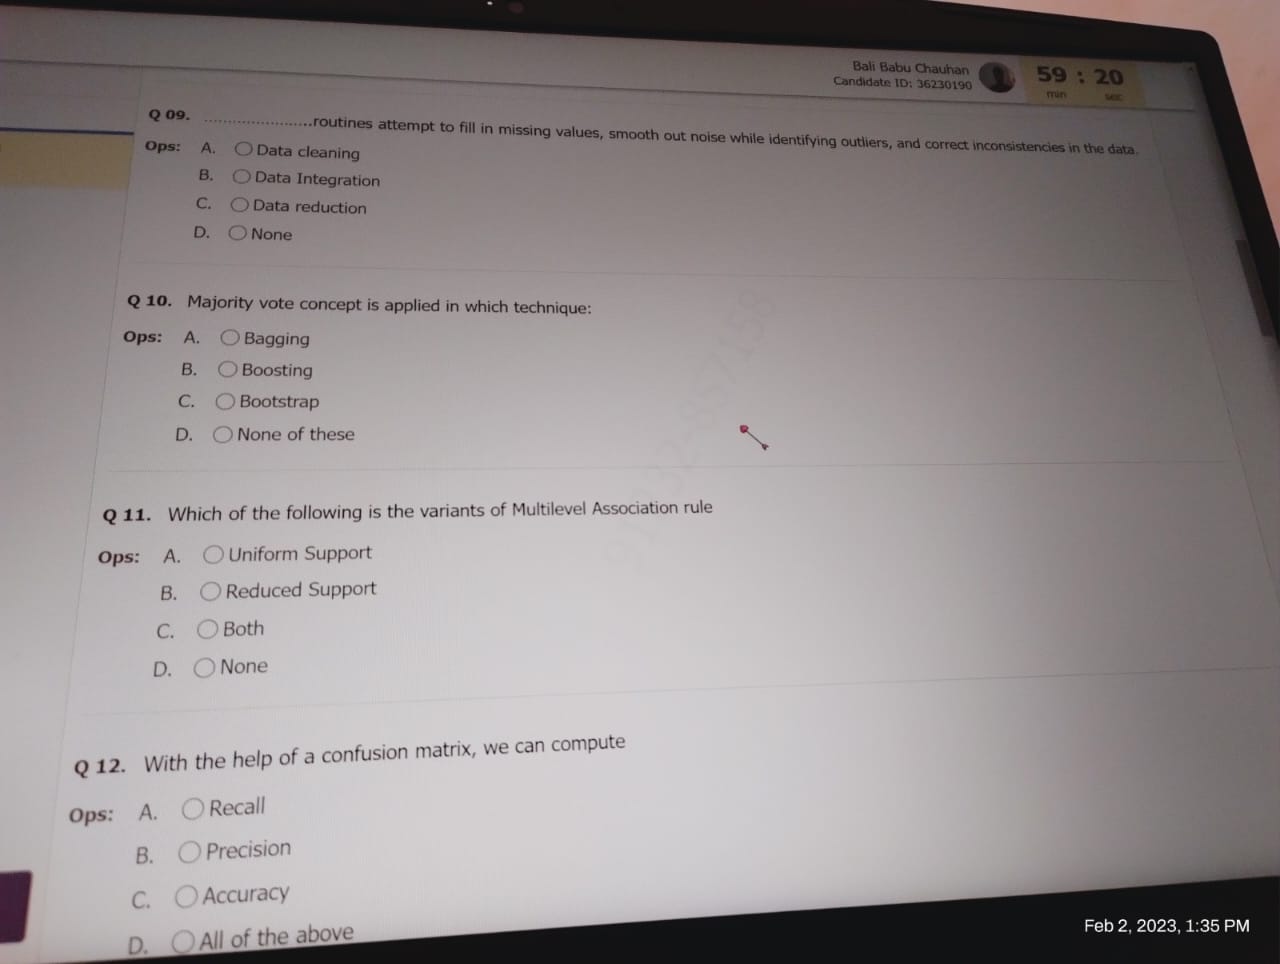 Bali Babu Chauhan
Candidate ID: 36230190
59 : 20
min sec
Q 09. ........................routines attempt to fill in missing values, smooth out noise while identifying outliers, and correct inconsistencies in the data.
Ops: A. Data cleaning
B. Data Integration
C. Data reduction
D. None
Q 10. Majority vote concept is applied in which technique:
Ops: A. Bagging
B. Boosting
C. Bootstrap
D. None of these
Q 11. Which of the following is the variants of Multilevel Association rule
Ops: A. Uniform Support
B. Reduced Support
C. Both
D. None
Q 12. With the help of a confusion matrix, we can compute
Ops: A. Recall
B. Precision
C. Accuracy
D. All of the above
Feb 2, 2023, 1:35 PM